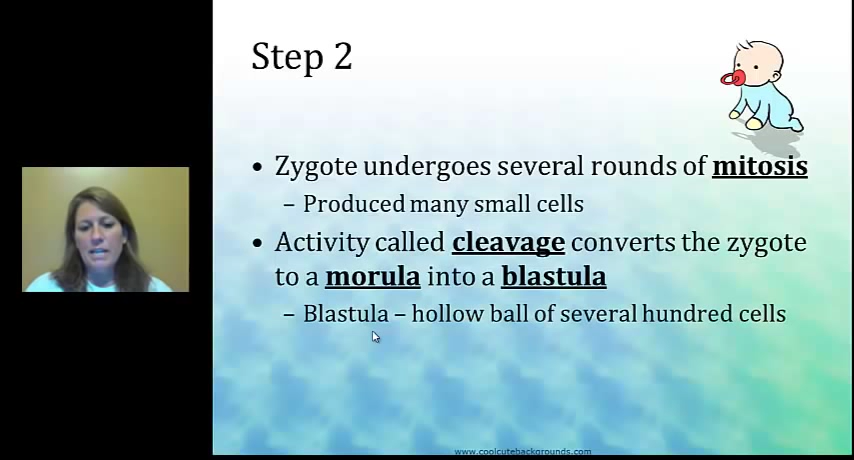 Step 2
• Zygote undergoes several rounds of mitosis
– Produced many small cells
• Activity called cleavage converts the zygote
to a morula into a blastula
– Blastula – hollow ball of several hundred cells
www.coolcutebackgrounds.com